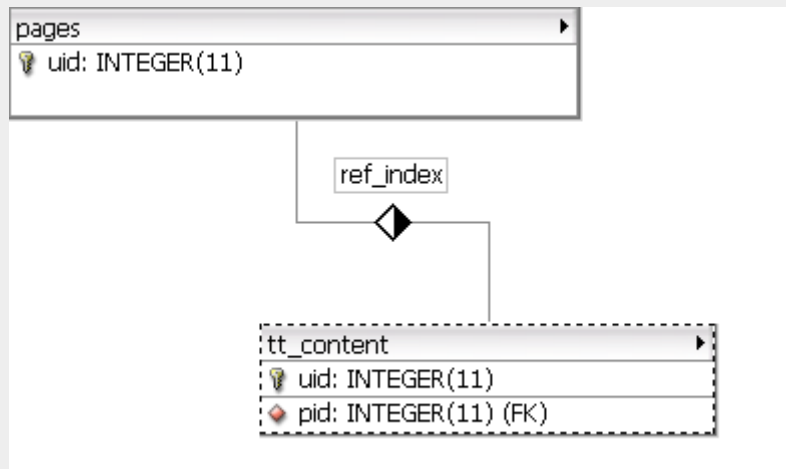 pages
uid: INTEGER(11)
ref_index
tt_content
uid: INTEGER(11)
pid: INTEGER(11) (FK)